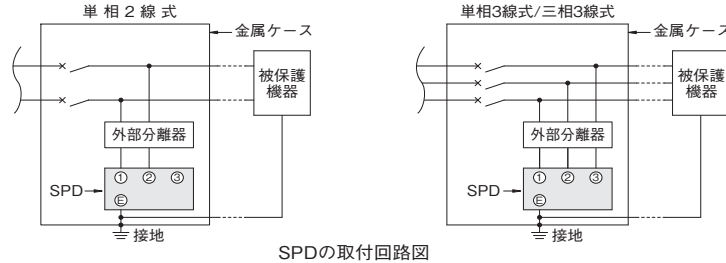 単相2線式
金属ケース
被保護
機器
外部分離器
① ② ③
SPD
Ⓔ
接地
単相3線式/三相3線式
金属ケース
被保護
機器
外部分離器
① ② ③
SPD
Ⓔ
接地
SPDの取付回路図